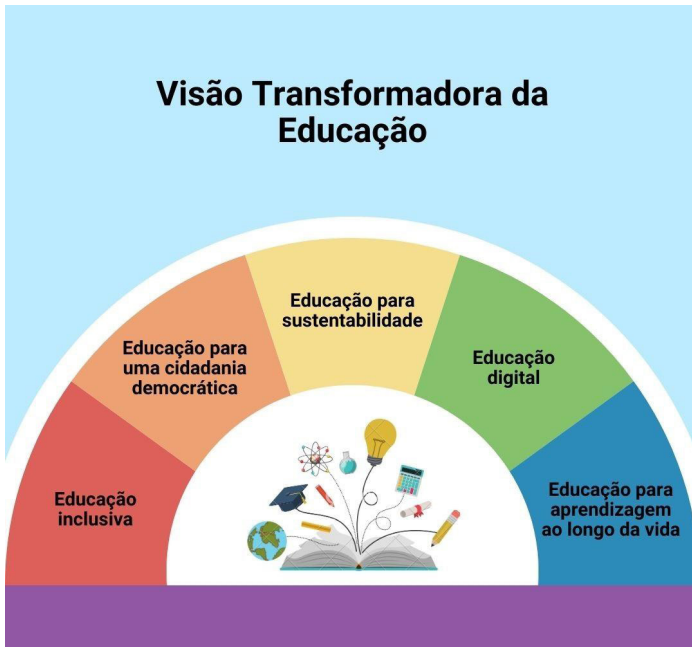 Visão Transformadora da
Educação
Educação para
sustentabilidade
Educação para
uma cidadania
democrática
Educação
digital
Educação
inclusiva
Educação para
aprendizagem
ao longo da vida